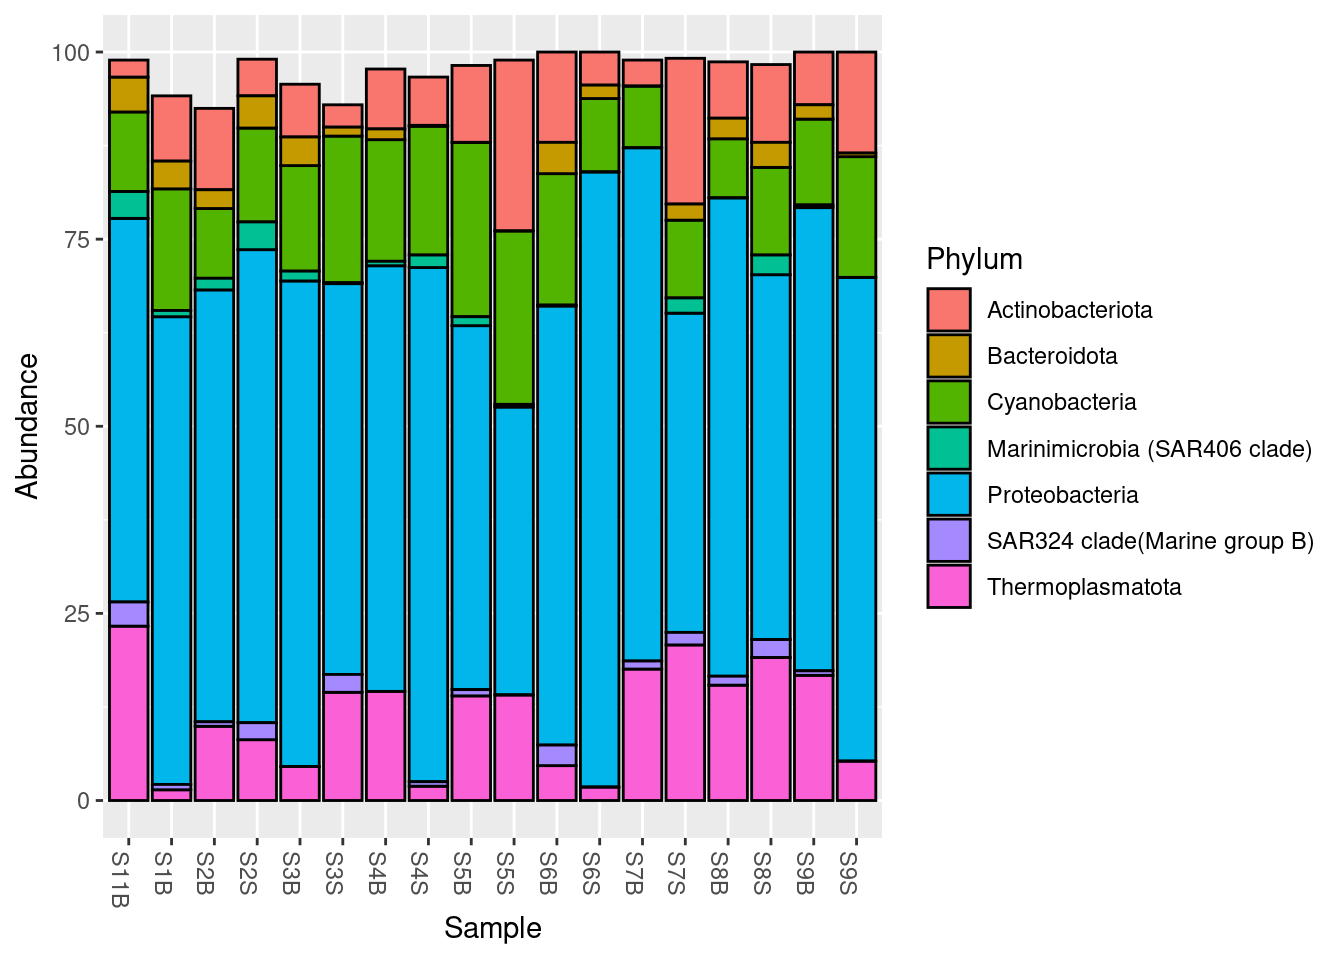 100
75
50
25
0
Abundance
S11B
S1B
S2B
S2S
S3B
S3S
S4B
S4S
S5B
S5S
S6B
S6S
S7B
S7S
S8B
S8S
S9B
S9S
Sample
Phylum
Actinobacteriota
Bacteroidota
Cyanobacteria
Marinimicrobia (SAR406 clade)
Proteobacteria
SAR324 clade(Marine group B)
Thermoplasmatota